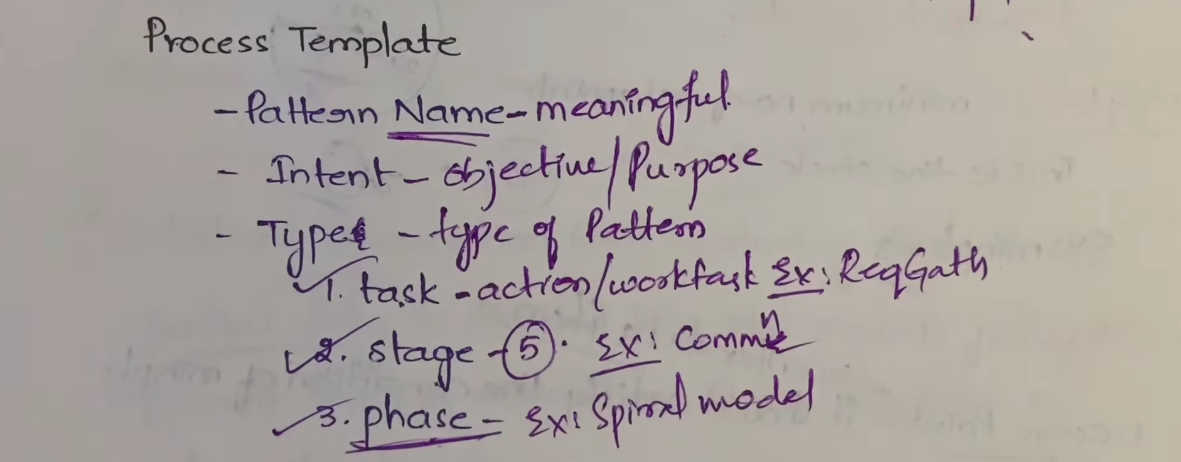 Process Template
- Pattern Name - meaningful
- Intent - objective/Purpose
- Types - type of Pattern
1. task - action/worktask Ex: ReqGath
2. stage - 5. Ex: Commn
3. phase - Ex: Spiral model